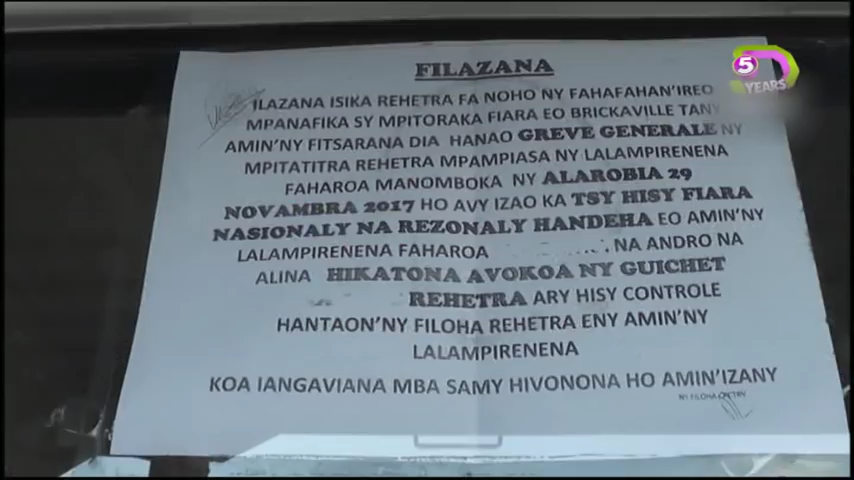 FILAZANA
ILAZANA ISIKA REHETRA FA NOHO NY FAHAFAHAN'IREO
MPANAFIKA SY MPITORAKA FIARA EO BRICKAVILLE TANY
AMIN'NY FITSARANA DIA HANAO GREVE GENERALE NY
MPITATITRA REHETRA MPAMPIASA NY LALAMPIRENENA
FAHAROA MANOMBOKA NY ALAROBIA 29
NOVAMBRA 2017 HO AVY IZAO KA TSY HISY FIARA
NASIONALY NA REZONALY HANDEHA EO AMIN'NY
LALAMPIRENENA FAHAROA NA ANDRO NA
ALINA HIKATONA AVOKOA NY GUICHET
REHETRA ARY HISY CONTROLE
HANTAON'NY FILOHA REHETRA ENY AMIN'NY
LALAMPIRENENA
KOA IANGAVIANA MBA SAMY HIVONONA HO AMIN'IZANY
NY FILOHA
5
YEARS